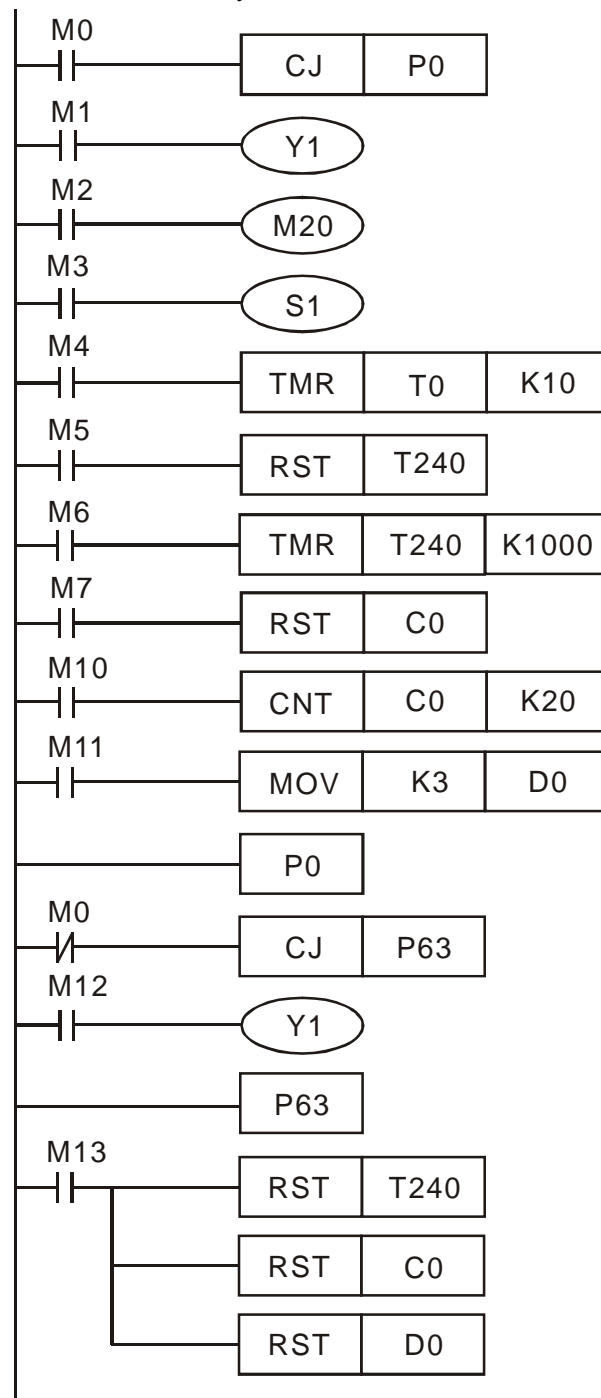 M0
CJ P0
M1
Y1
M2
M20
M3
S1
M4
TMR T0 K10
M5
RST T240
M6
TMR T240 K1000
M7
RST C0
M10
CNT C0 K20
M11
MOV K3 D0
P0
M0
CJ P63
M12
Y1
P63
M13
RST T240
RST C0
RST D0